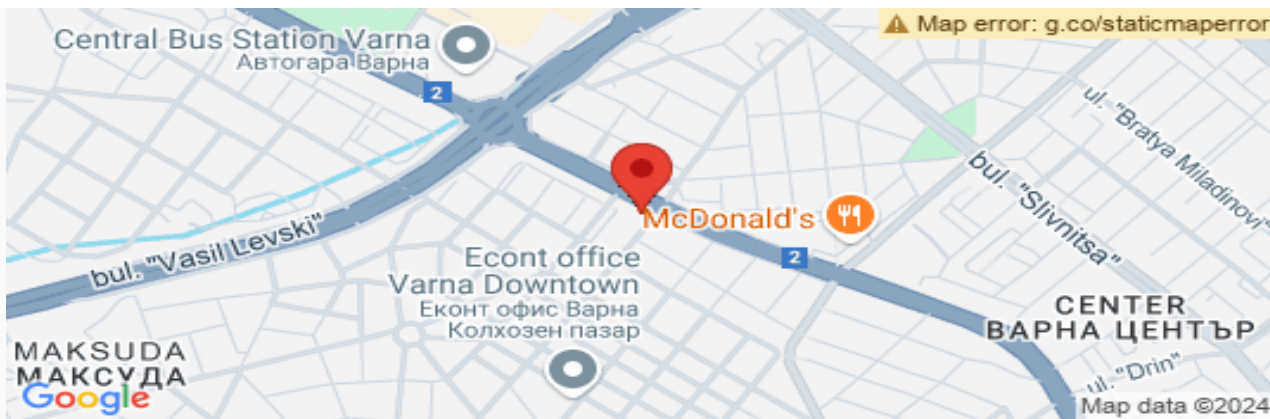 Map error: g.co/staticmaperror
Central Bus Station Varna
Автогара Варна
2
ul. "Bratya Miladinovi"
bul. "Slivnitsa"
McDonald's
bul. "Vasil Levski"
Econt office
Varna Downtown
Еконт офис Варна
Колхозен пазар
2
CENTER
ВАРНА ЦЕНТЪР
MAKSUDA
МАКСУДА
ul. "Drin"
Google
Map data ©2024